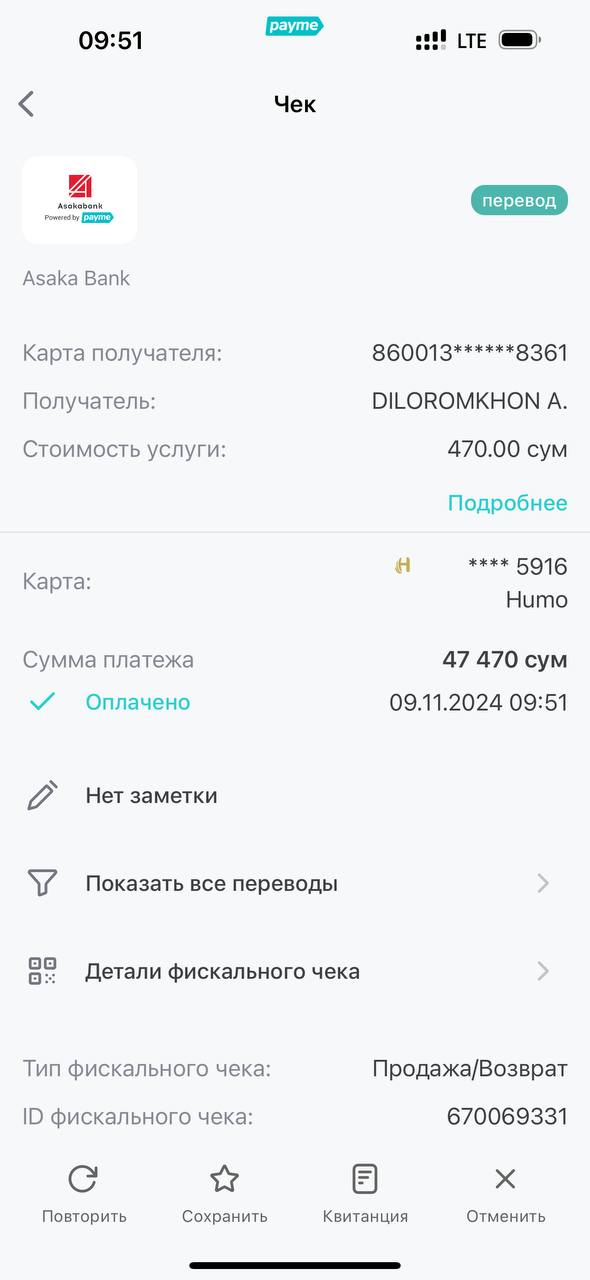 09:51
payme
LTE
Чек
Asakabank
Powered by payme
перевод
Asaka Bank
Карта получателя: 860013******8361
Получатель: DILOROMKHON A.
Стоимость услуги: 470.00 сум
Подробнее
Карта: **** 5916
Humo
Сумма платежа 47 470 сум
Оплачено 09.11.2024 09:51
Нет заметки
Показать все переводы
Детали фискального чека
Тип фискального чека: Продажа/Возврат
ID фискального чека: 670069331
Повторить Сохранить Квитанция Отменить